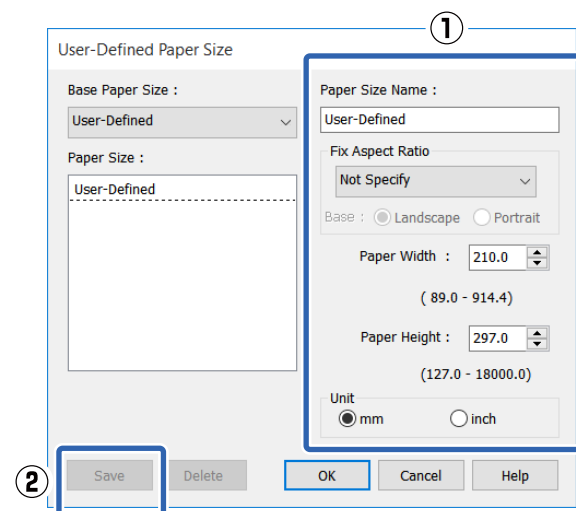 ①
User-Defined Paper Size
Base Paper Size :
User-Defined
Paper Size :
User-Defined
Paper Size Name :
User-Defined
Fix Aspect Ratio
Not Specify
Base : Landscape Portrait
Paper Width : 210.0
( 89.0 - 914.4)
Paper Height : 297.0
(127.0 - 18000.0)
Unit
mm inch
②
Save Delete OK Cancel Help